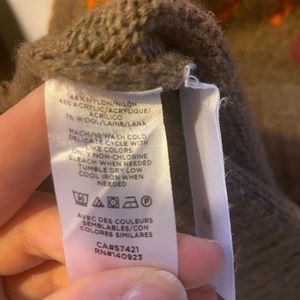 48% NYLON/NILÓN
45% ACRYLIC/ACRYLIQUE/
ACRÍLICO
7% WOOL/LAINE/LANA
MACHINE WASH COLD
DELICATE CYCLE WITH
LIKE COLORS
ONLY NON-CHLORINE
BLEACH WHEN NEEDED
TUMBLE DRY LOW
COOL IRON WHEN
NEEDED
AVEC DES COULEURS
SEMBLABLES/CON
COLORES SIMILARES
CA#57421
RN#140923